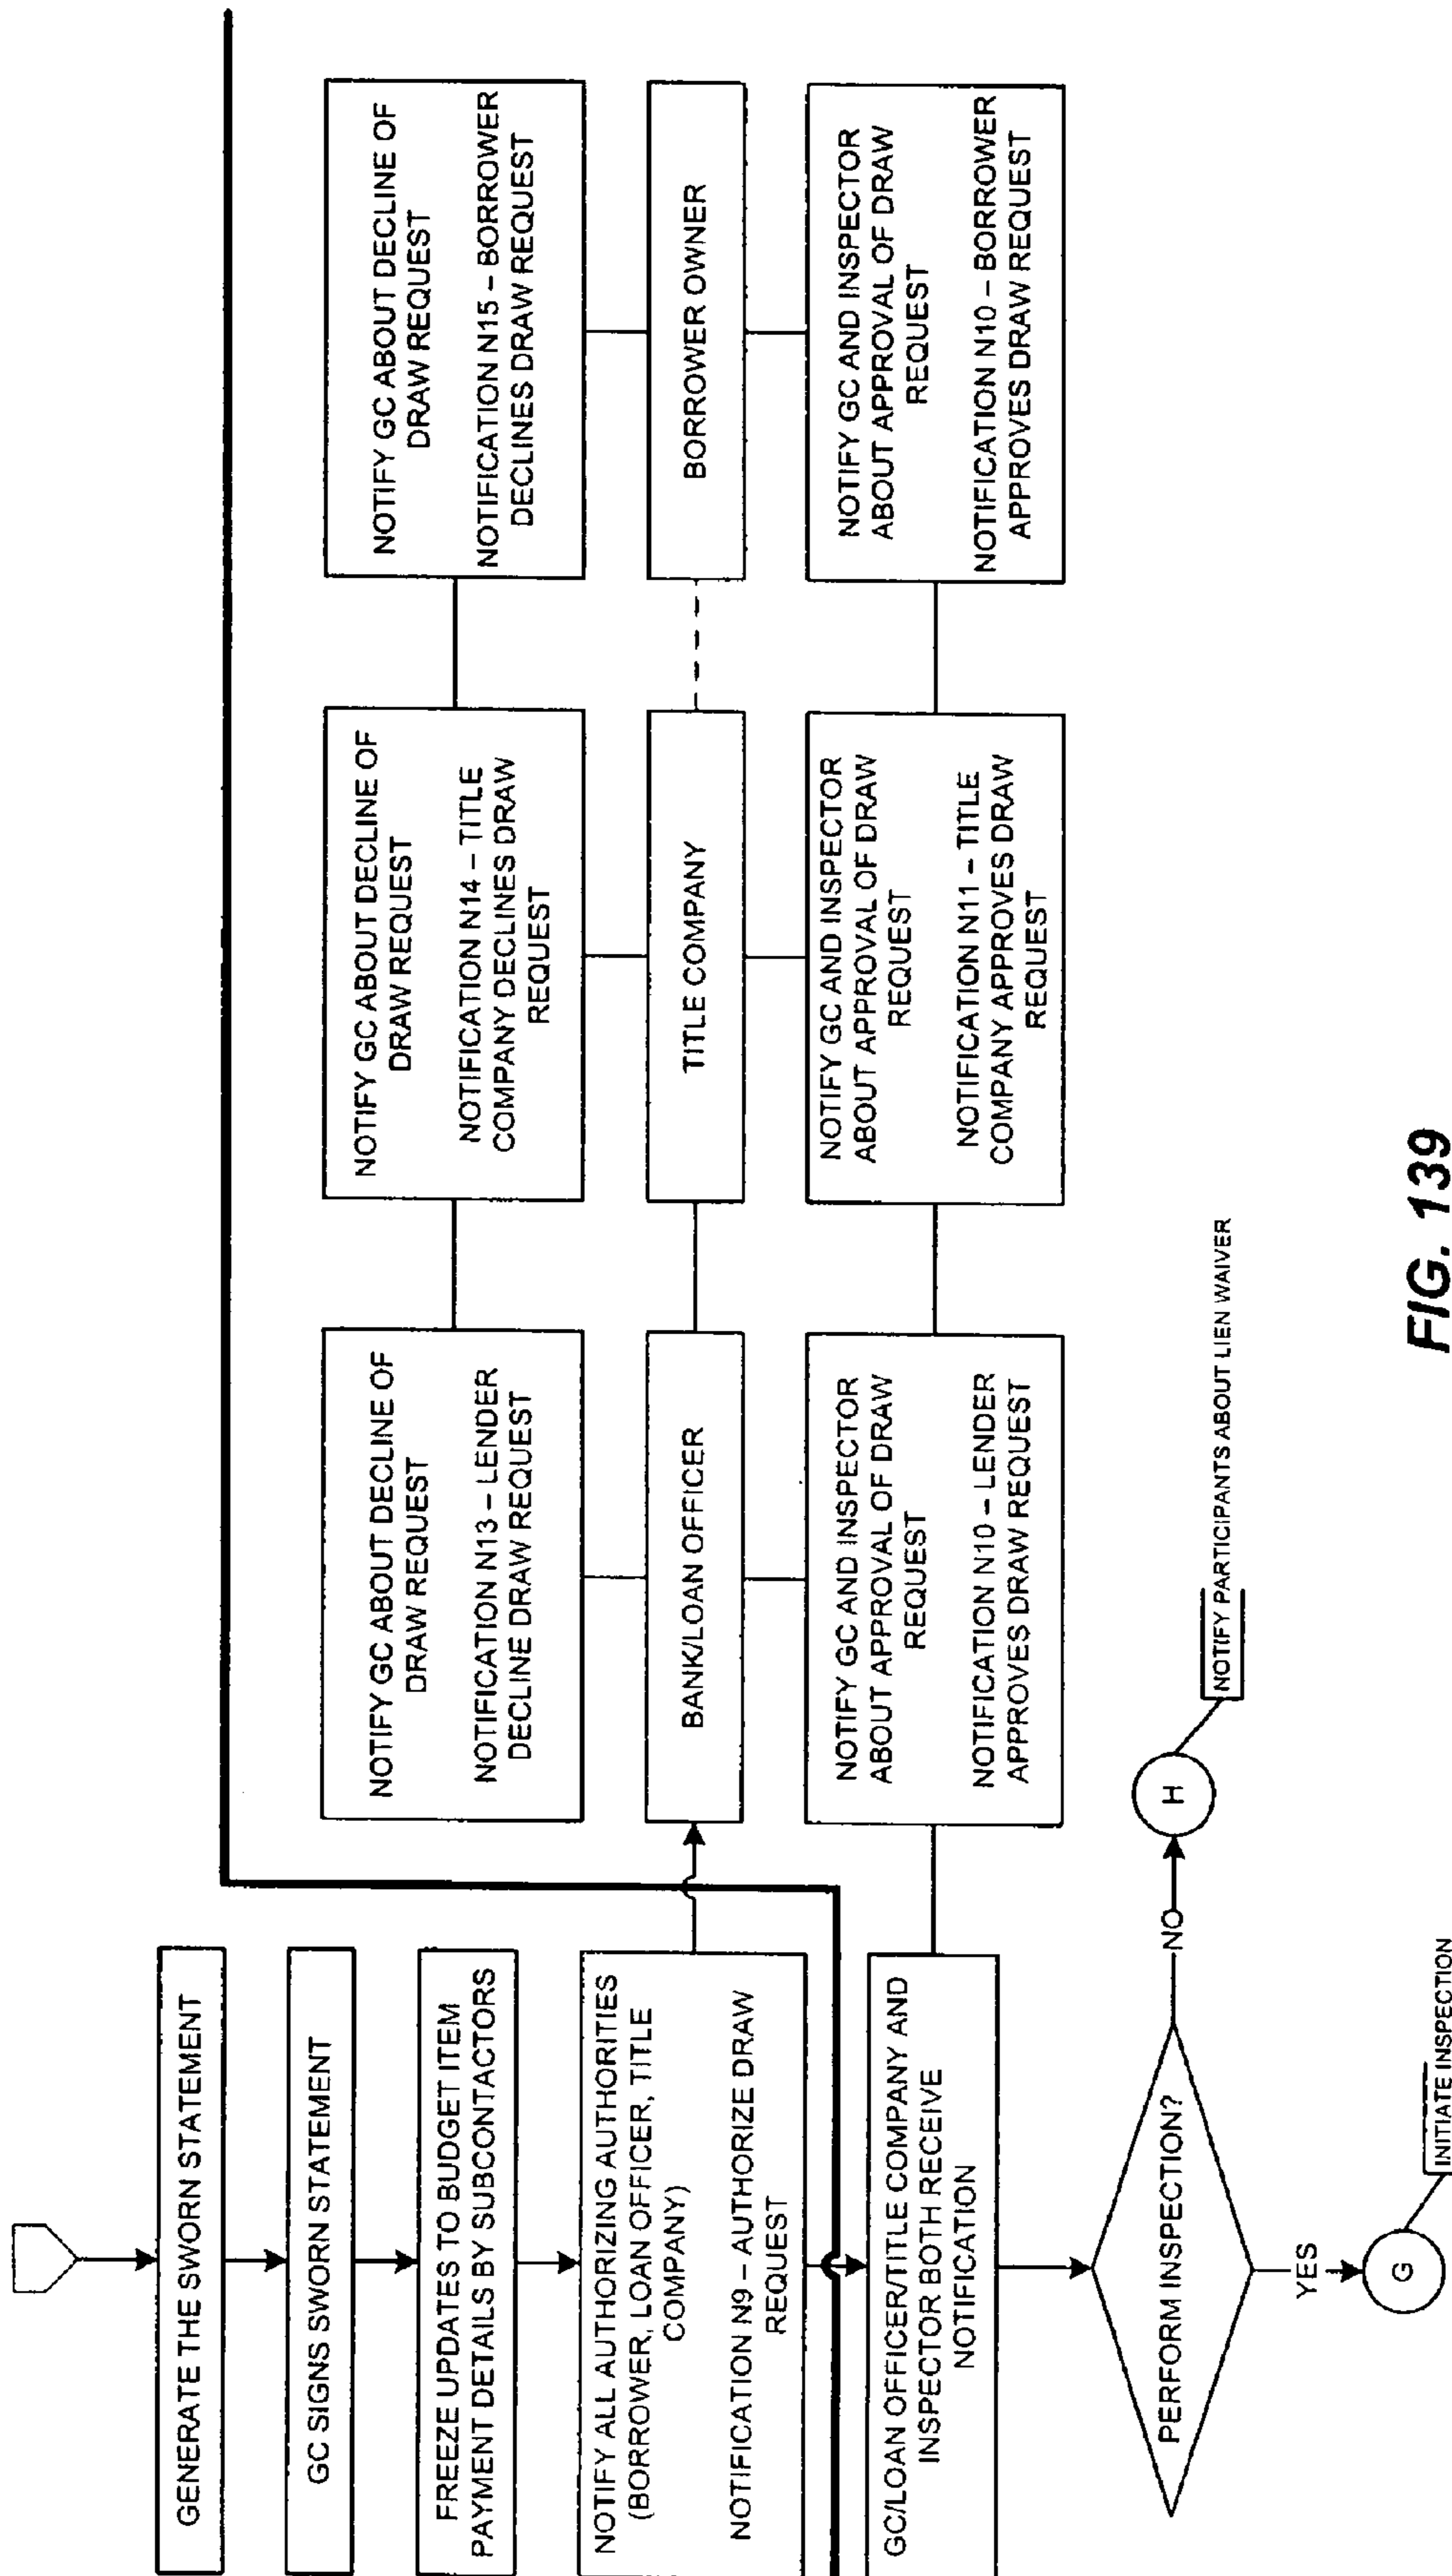 GENERATE THE SWORN STATEMENT
GC SIGNS SWORN STATEMENT
FREEZE UPDATES TO BUDGET ITEM
PAYMENT DETAILS BY SUBCONTACTORS
NOTIFY ALL AUTHORIZING AUTHORITIES
(BORROWER, LOAN OFFICER, TITLE
COMPANY)
NOTIFICATION N9 – AUTHORIZE DRAW
REQUEST
GC/LOAN OFFICER/TITLE COMPANY AND
INSPECTOR BOTH RECEIVE
NOTIFICATION
PERFORM INSPECTION?
YES
G
INITIATE INSPECTION
NO
H
NOTIFY PARTICIPANTS ABOUT LIEN WAIVER
NOTIFY GC ABOUT DECLINE OF
DRAW REQUEST
NOTIFICATION N13 – LENDER
DECLINE DRAW REQUEST
BANK/LOAN OFFICER
NOTIFY GC AND INSPECTOR
ABOUT APPROVAL OF DRAW
REQUEST
NOTIFICATION N10 – LENDER
APPROVES DRAW REQUEST
NOTIFY GC ABOUT DECLINE OF
DRAW REQUEST
NOTIFICATION N14 – TITLE
COMPANY DECLINES DRAW
REQUEST
TITLE COMPANY
NOTIFY GC AND INSPECTOR
ABOUT APPROVAL OF DRAW
REQUEST
NOTIFICATION N11 – TITLE
COMPANY APPROVES DRAW
REQUEST
NOTIFY GC ABOUT DECLINE OF
DRAW REQUEST
NOTIFICATION N15 – BORROWER
DECLINES DRAW REQUEST
BORROWER OWNER
NOTIFY GC AND INSPECTOR
ABOUT APPROVAL OF DRAW
REQUEST
NOTIFICATION N10 – BORROWER
APPROVES DRAW REQUEST
FIG. 139